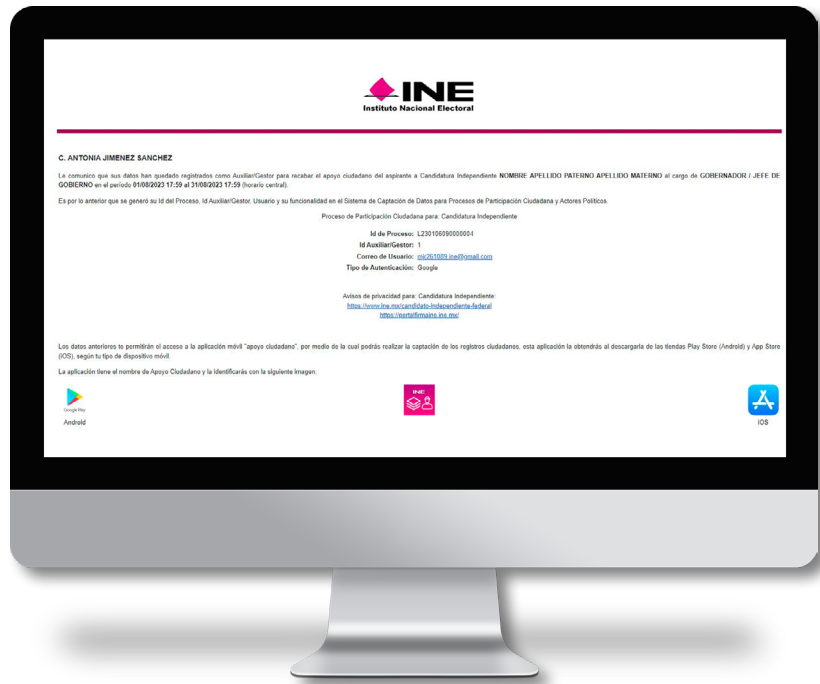 INE
Instituto Nacional Electoral
C. ANTONIA JIMENEZ SANCHEZ
Le comunico que sus datos han quedado registrados como Auxiliar/Gestor para recabar el apoyo ciudadano del aspirante a Candidatura Independiente NOMBRE APELLIDO PATERNO APELLIDO MATERNO al cargo de GOBERNADOR / JEFE DE
GOBIERNO en el periodo 01/08/2023 17:59 al 31/08/2023 17:59 (horario central).
Es por lo anterior que se generó su Id del Proceso, Id Auxiliar/Gestor, Usuario y su funcionalidad en el Sistema de Captación de Datos para Procesos de Participación Ciudadana y Actores Políticos.
Proceso de Participación Ciudadana para: Candidatura Independiente
Id de Proceso: L230106090000004
Id Auxiliar/Gestor: 1
Correo de Usuario: mjr261089.ine@gmail.com
Tipo de Autenticación: Google
Avisos de privacidad para: Candidatura Independiente:
https://www.ine.mx/candidato-independiente-federal
https://portalfirmaine.ine.mx/
Los datos anteriores te permitirán el acceso a la aplicación móvil "apoyo ciudadano", por medio de la cual podrás realizar la captación de los registros ciudadanos, esta aplicación la obtendrás al descargarla de las tiendas Play Store (Android) y App Store
(iOS), según tu tipo de dispositivo móvil.
La aplicación tiene el nombre de Apoyo Ciudadano y la identificarás con la siguiente imagen:
INE
Google Play
Android
iOS